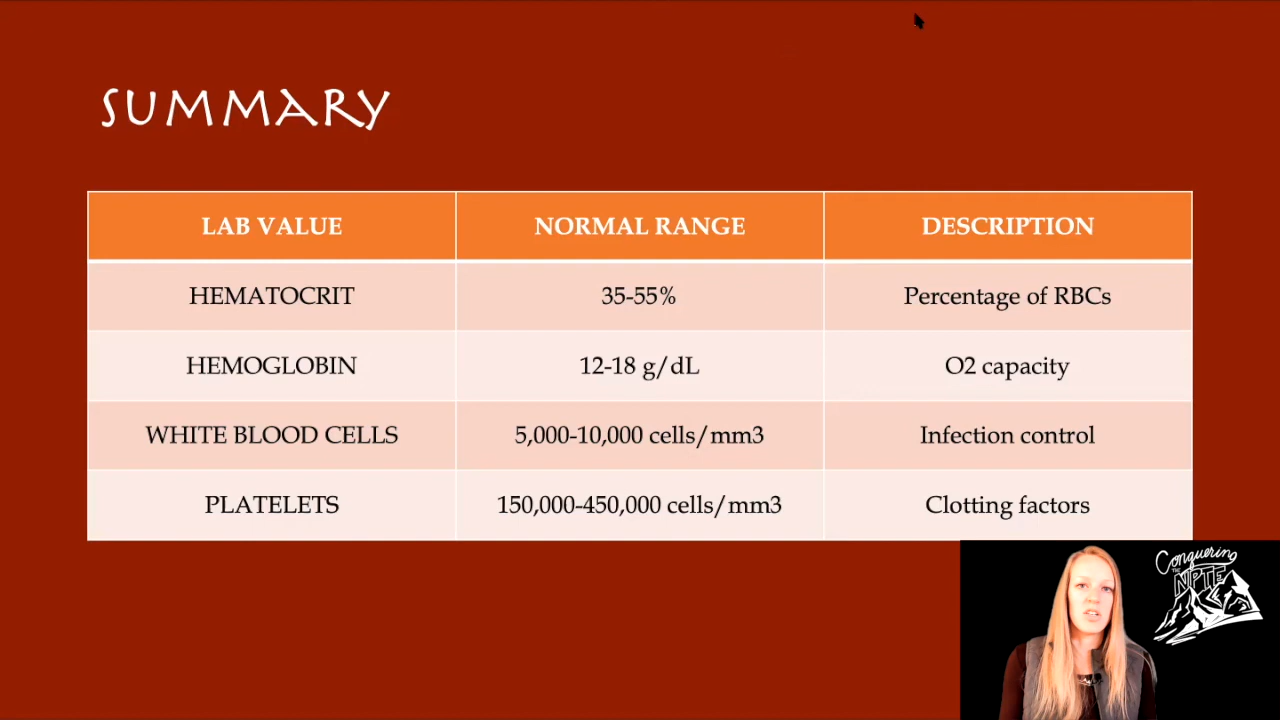 SUMMARY
LAB VALUE NORMAL RANGE DESCRIPTION
HEMATOCRIT 35-55% Percentage of RBCs
HEMOGLOBIN 12-18 g/dL O2 capacity
WHITE BLOOD CELLS 5,000-10,000 cells/mm3 Infection control
PLATELETS 150,000-450,000 cells/mm3 Clotting factors
Conquering
THE
NPTE